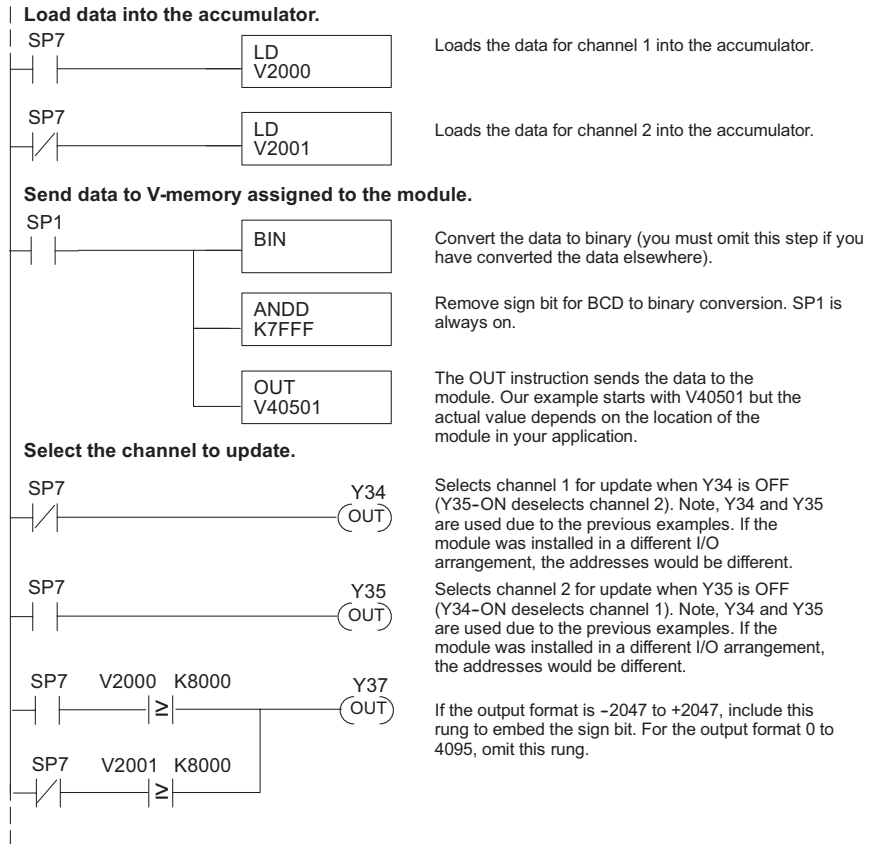 Load data into the accumulator.
SP7
LD
V2000
Loads the data for channel 1 into the accumulator.
SP7
LD
V2001
Loads the data for channel 2 into the accumulator.
Send data to V-memory assigned to the module.
SP1
BIN
Convert the data to binary (you must omit this step if you
have converted the data elsewhere).
ANDD
K7FFF
Remove sign bit for BCD to binary conversion. SP1 is
always on.
OUT
V40501
The OUT instruction sends the data to the
module. Our example starts with V40501 but the
actual value depends on the location of the
module in your application.
Select the channel to update.
SP7
Y34
OUT
Selects channel 1 for update when Y34 is OFF
(Y35-ON deselects channel 2). Note, Y34 and Y35
are used due to the previous examples. If the
module was installed in a different I/O
arrangement, the addresses would be different.
SP7
Y35
OUT
Selects channel 2 for update when Y35 is OFF
(Y34-ON deselects channel 1). Note, Y34 and Y35
are used due to the previous examples. If the
module was installed in a different I/O arrangement,
the addresses would be different.
SP7 V2000 K8000 Y37
≥ OUT
If the output format is -2047 to +2047, include this
rung to embed the sign bit. For the output format 0 to
4095, omit this rung.
SP7 V2001 K8000
≥